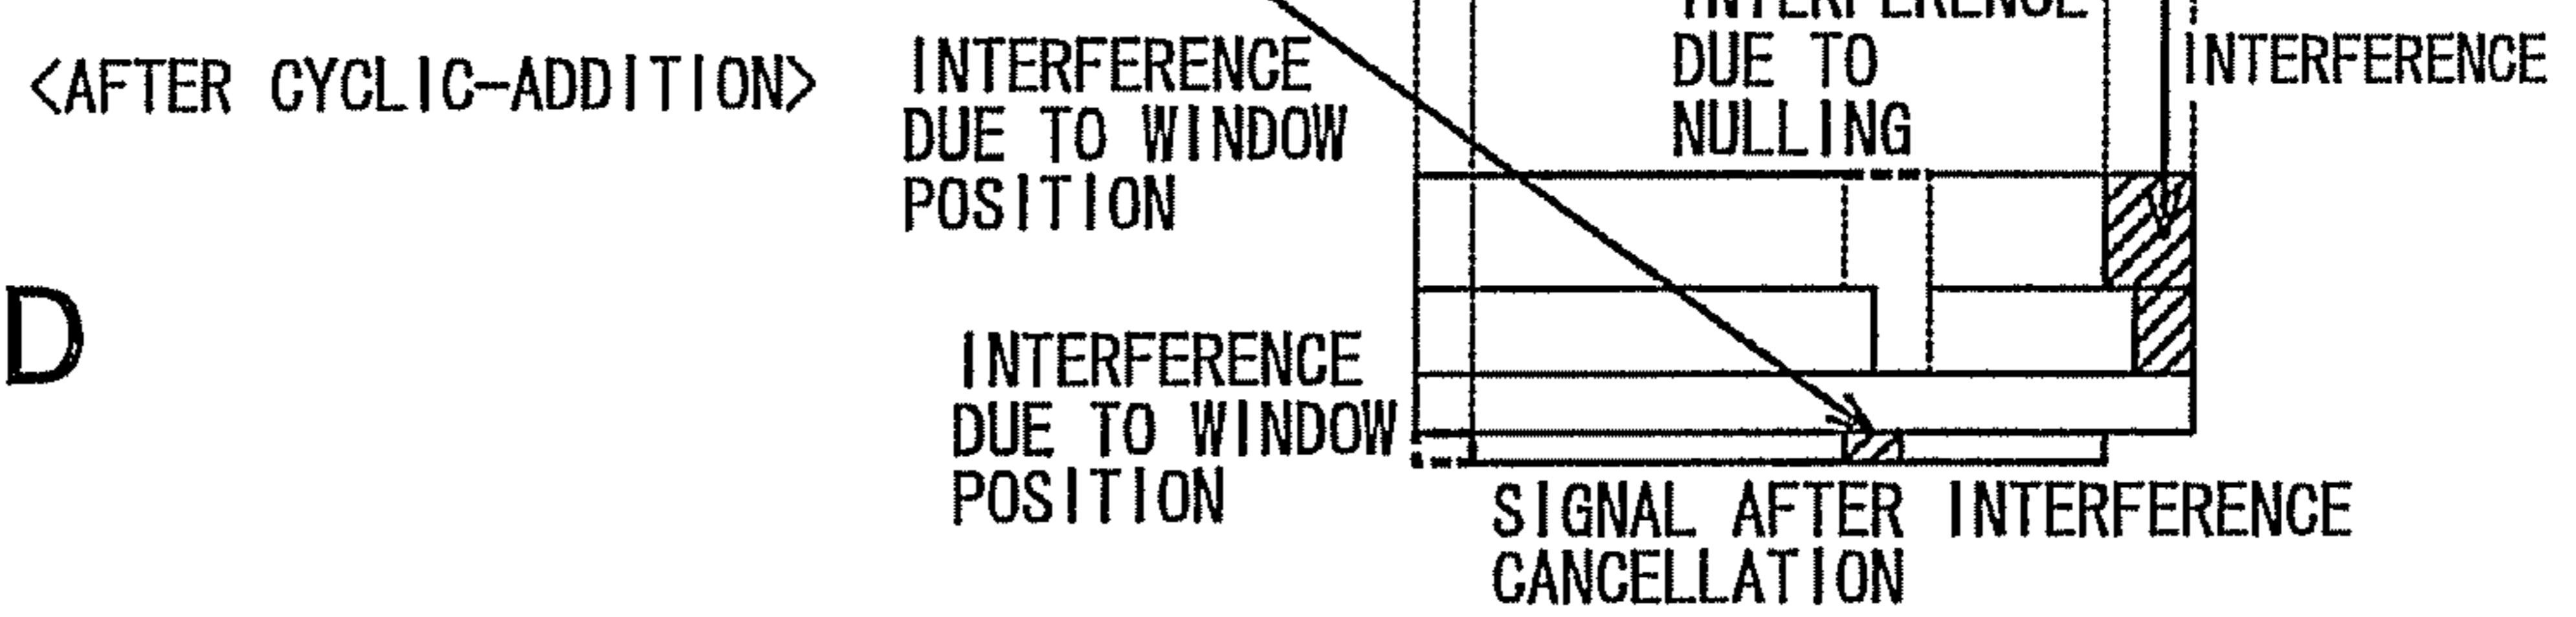 INTERFERENCE
DUE TO
NULLING
INTERFERENCE
<AFTER CYCLIC-ADDITION>
INTERFERENCE
DUE TO WINDOW
POSITION
D
INTERFERENCE
DUE TO WINDOW
POSITION
SIGNAL AFTER INTERFERENCE
CANCELLATION